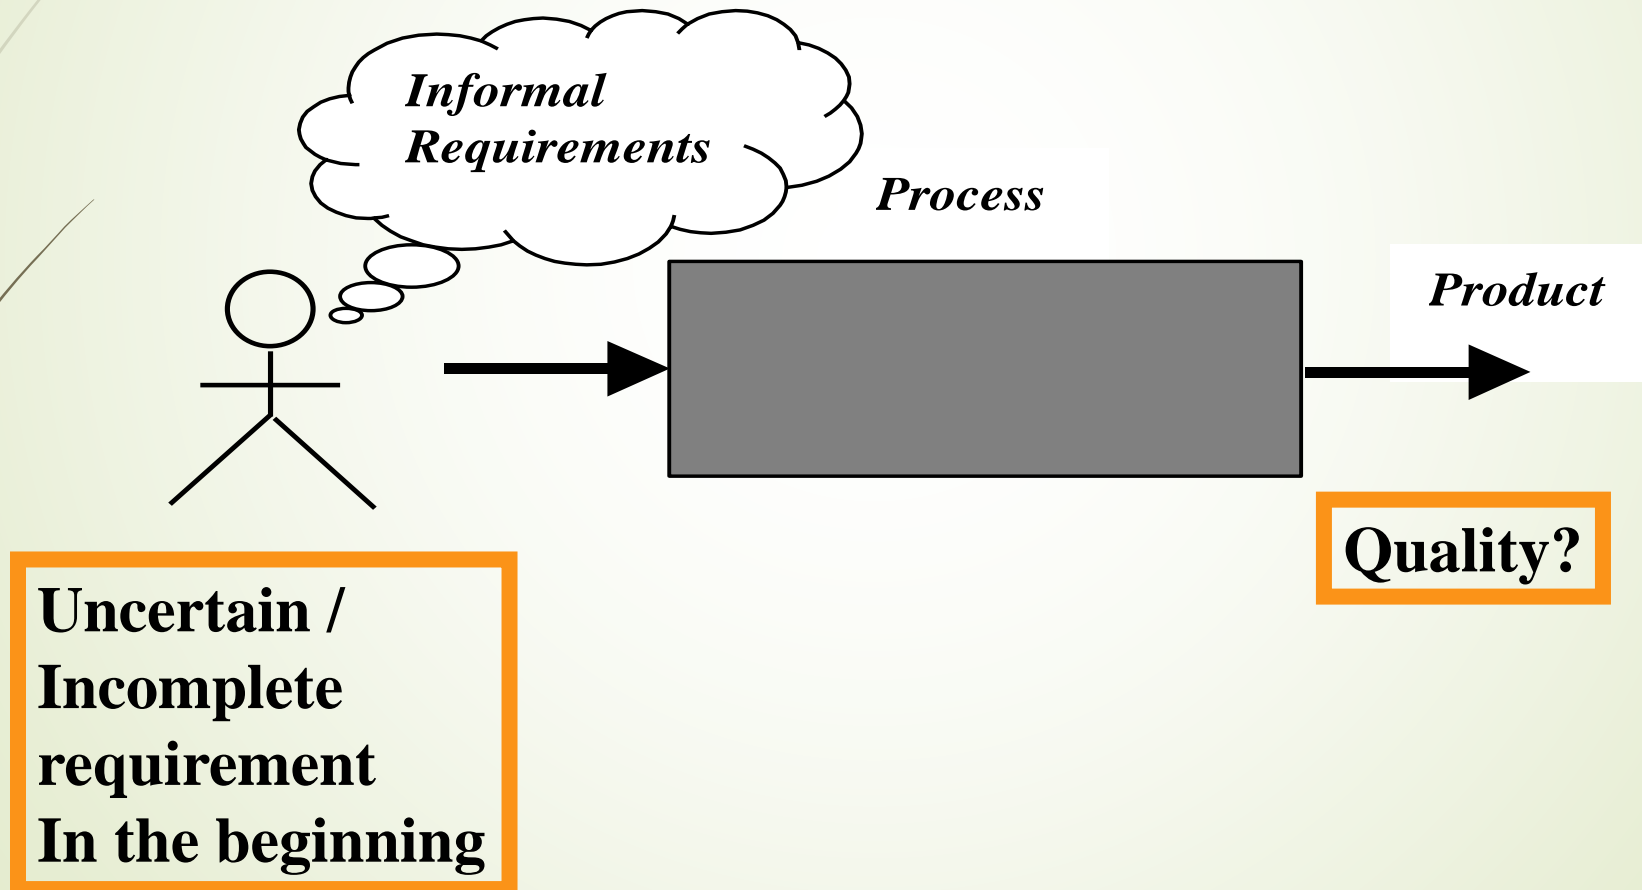 Informal
Requirements
Process
Product
Quality?
Uncertain /
Incomplete
requirement
In the beginning